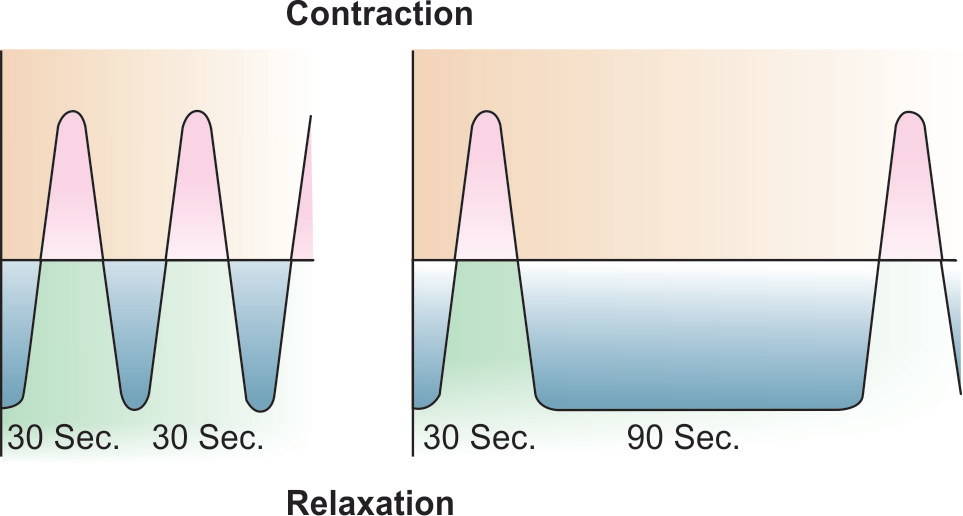 Contraction
30 Sec. 30 Sec.
30 Sec. 90 Sec.
Relaxation